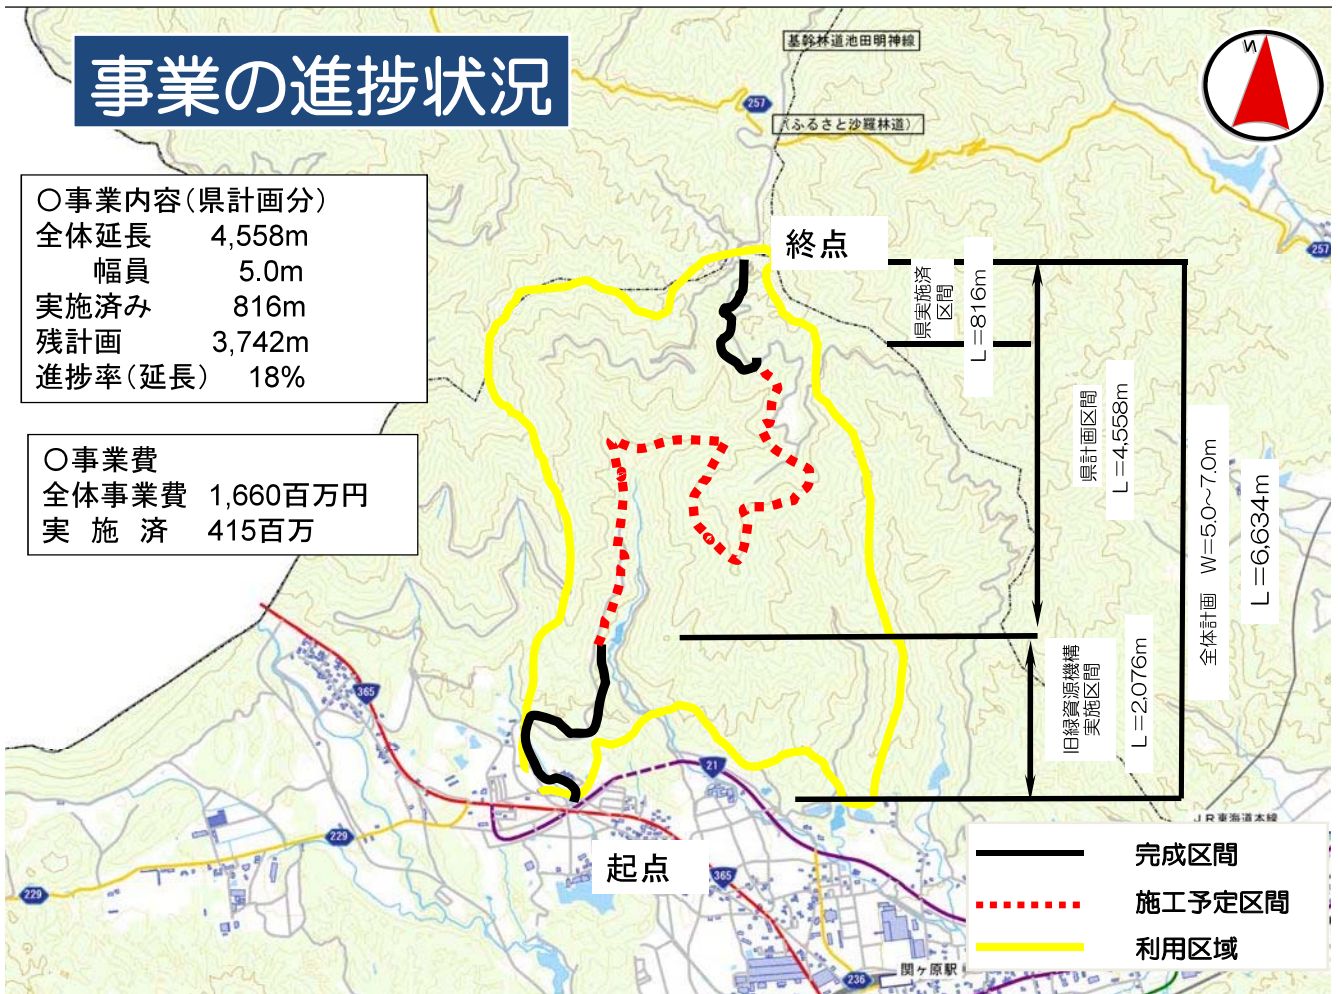 事業の進捗状況
基幹林道池田明神線
257
(ふるさと沙羅林道)
N
257
〇事業内容(県計画分)
全体延長 4,558m
幅員 5.0m
実施済み 816m
残計画 3,742m
進捗率(延長) 18%
〇事業費
全体事業費 1,660百万円
実施済 415百万
終点
県実施済
区間
L=816m
県計画区間
L=4,558m
全体計画 W=5.0~7.0m
L=6,634m
旧緑資源機構
実施区間
L=2,076m
365
21
229
229
365
236
起点
JR東海道本線
関ヶ原駅
完成区間
施工予定区間
利用区域